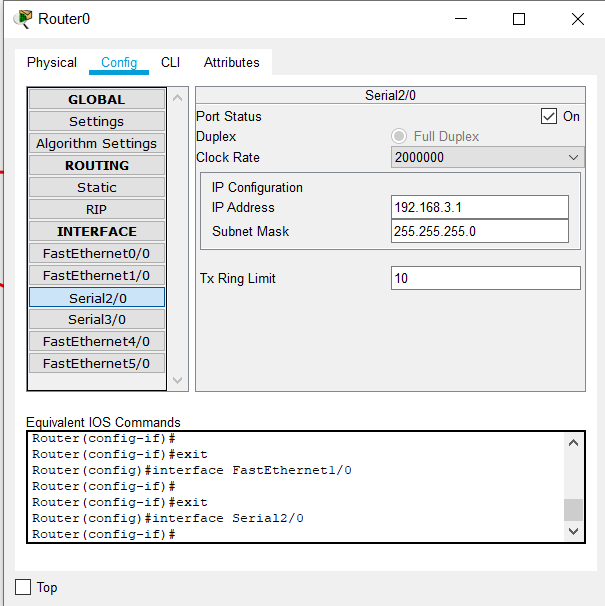 Router0
Physical Config CLI Attributes
GLOBAL
Settings
Algorithm Settings
ROUTING
Static
RIP
INTERFACE
FastEthernet0/0
FastEthernet1/0
Serial2/0
Serial3/0
FastEthernet4/0
FastEthernet5/0
Serial2/0
Port Status On
Duplex Full Duplex
Clock Rate 2000000
IP Configuration
IP Address 192.168.3.1
Subnet Mask 255.255.255.0
Tx Ring Limit 10
Equivalent IOS Commands
Router(config-if)#
Router(config-if)#exit
Router(config)#interface FastEthernet1/0
Router(config-if)#
Router(config-if)#exit
Router(config)#interface Serial2/0
Router(config-if)#
Top